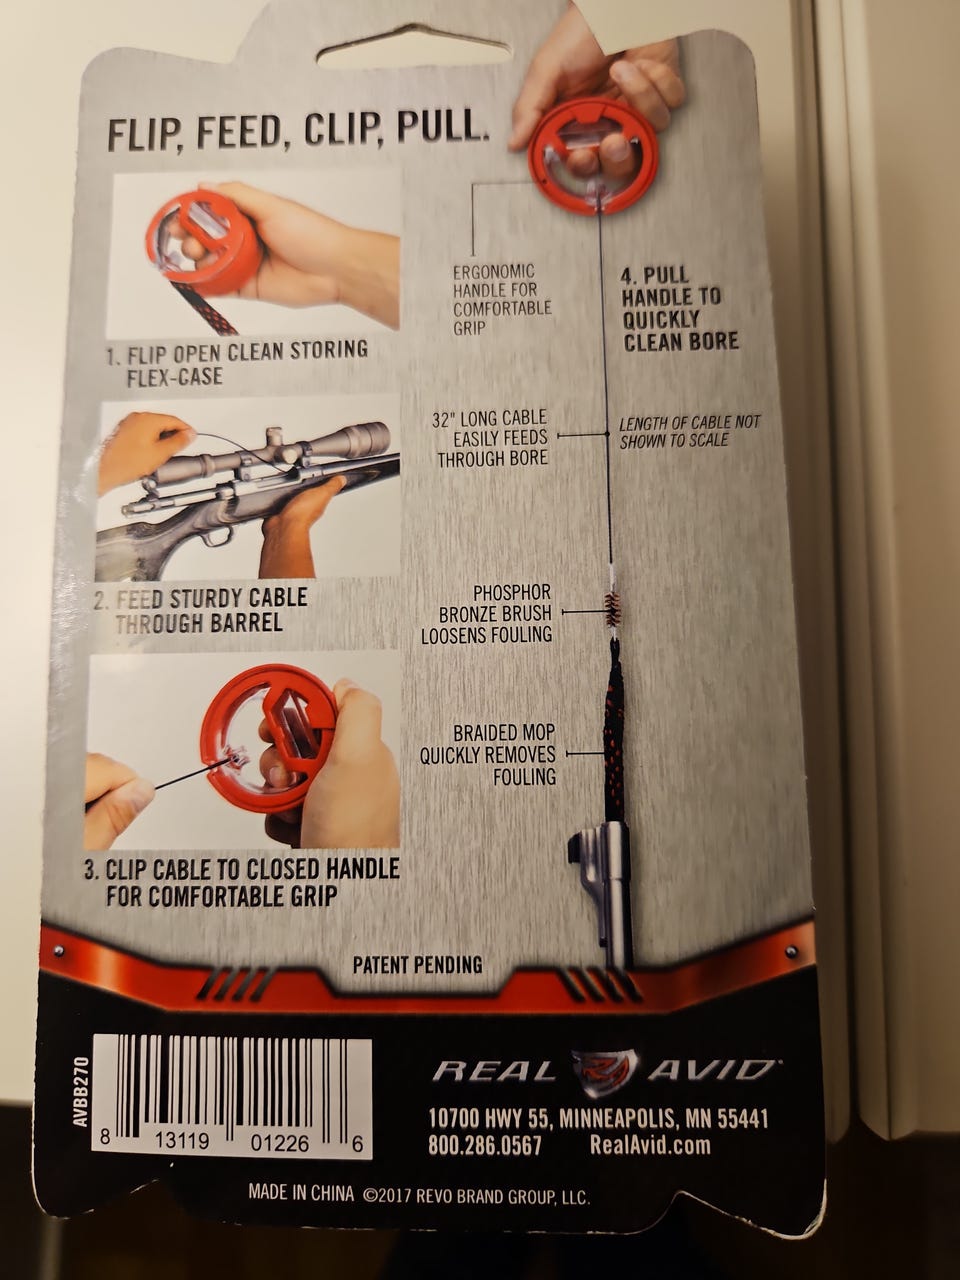 FLIP, FEED, CLIP, PULL.
1. FLIP OPEN CLEAN STORING
FLEX-CASE
2. FEED STURDY CABLE
THROUGH BARREL
3. CLIP CABLE TO CLOSED HANDLE
FOR COMFORTABLE GRIP
ERGONOMIC
HANDLE FOR
COMFORTABLE
GRIP
4. PULL
HANDLE TO
QUICKLY
CLEAN BORE
32" LONG CABLE
EASILY FEEDS
THROUGH BORE
LENGTH OF CABLE NOT
SHOWN TO SCALE
PHOSPHOR
BRONZE BRUSH
LOOSENS FOULING
BRAIDED MOP
QUICKLY REMOVES
FOULING
PATENT PENDING
AVBB270
8 13119 01226 6
REAL AVID
10700 HWY 55, MINNEAPOLIS, MN 55441
800.286.0567 RealAvid.com
MADE IN CHINA ©2017 REVO BRAND GROUP, LLC.